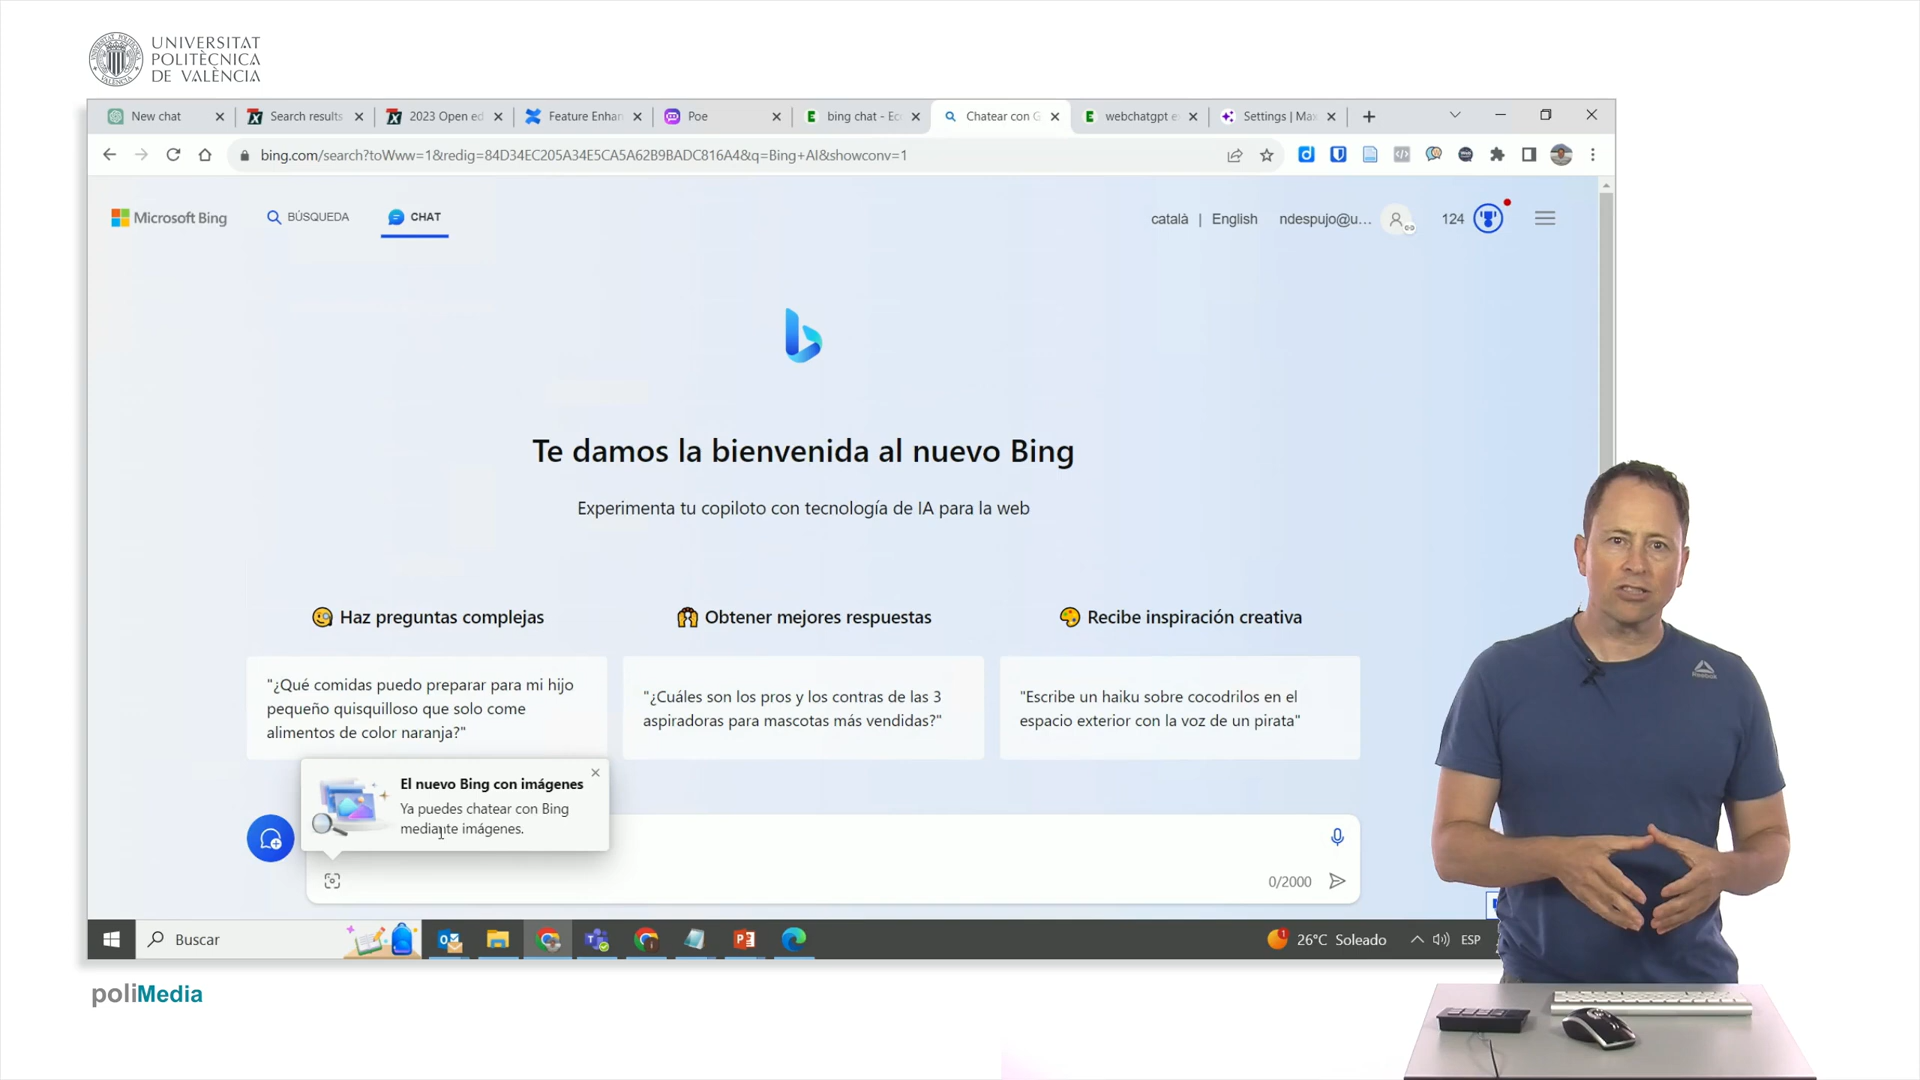 UNIVERSITAT
POLITÈCNICA
DE VALÈNCIA
New chat
Search results
2023 Open ed
Feature Enhan
Poe
bing chat - Ec
Chatear con G
webchatgpt e
Settings | Max
bing.com/search?toWww=1&redig=84D34EC205A34E5CA5A62B9BADC816A4&q=Bing+AI&showconv=1
Microsoft Bing
BÚSQUEDA
CHAT
català | English
ndespujo@u...
124
Te damos la bienvenida al nuevo Bing
Experimenta tu copiloto con tecnología de IA para la web
Haz preguntas complejas
Obtener mejores respuestas
Recibe inspiración creativa
"¿Qué comidas puedo preparar para mi hijo
pequeño quisquilloso que solo come
alimentos de color naranja?"
"¿Cuáles son los pros y los contras de las 3
aspiradoras para mascotas más vendidas?"
"Escribe un haiku sobre cocodrilos en el
espacio exterior con la voz de un pirata"
El nuevo Bing con imágenes
Ya puedes chatear con Bing
mediante imágenes.
0/2000
Buscar
1
26°C Soleado
ESP
Reebok
poliMedia